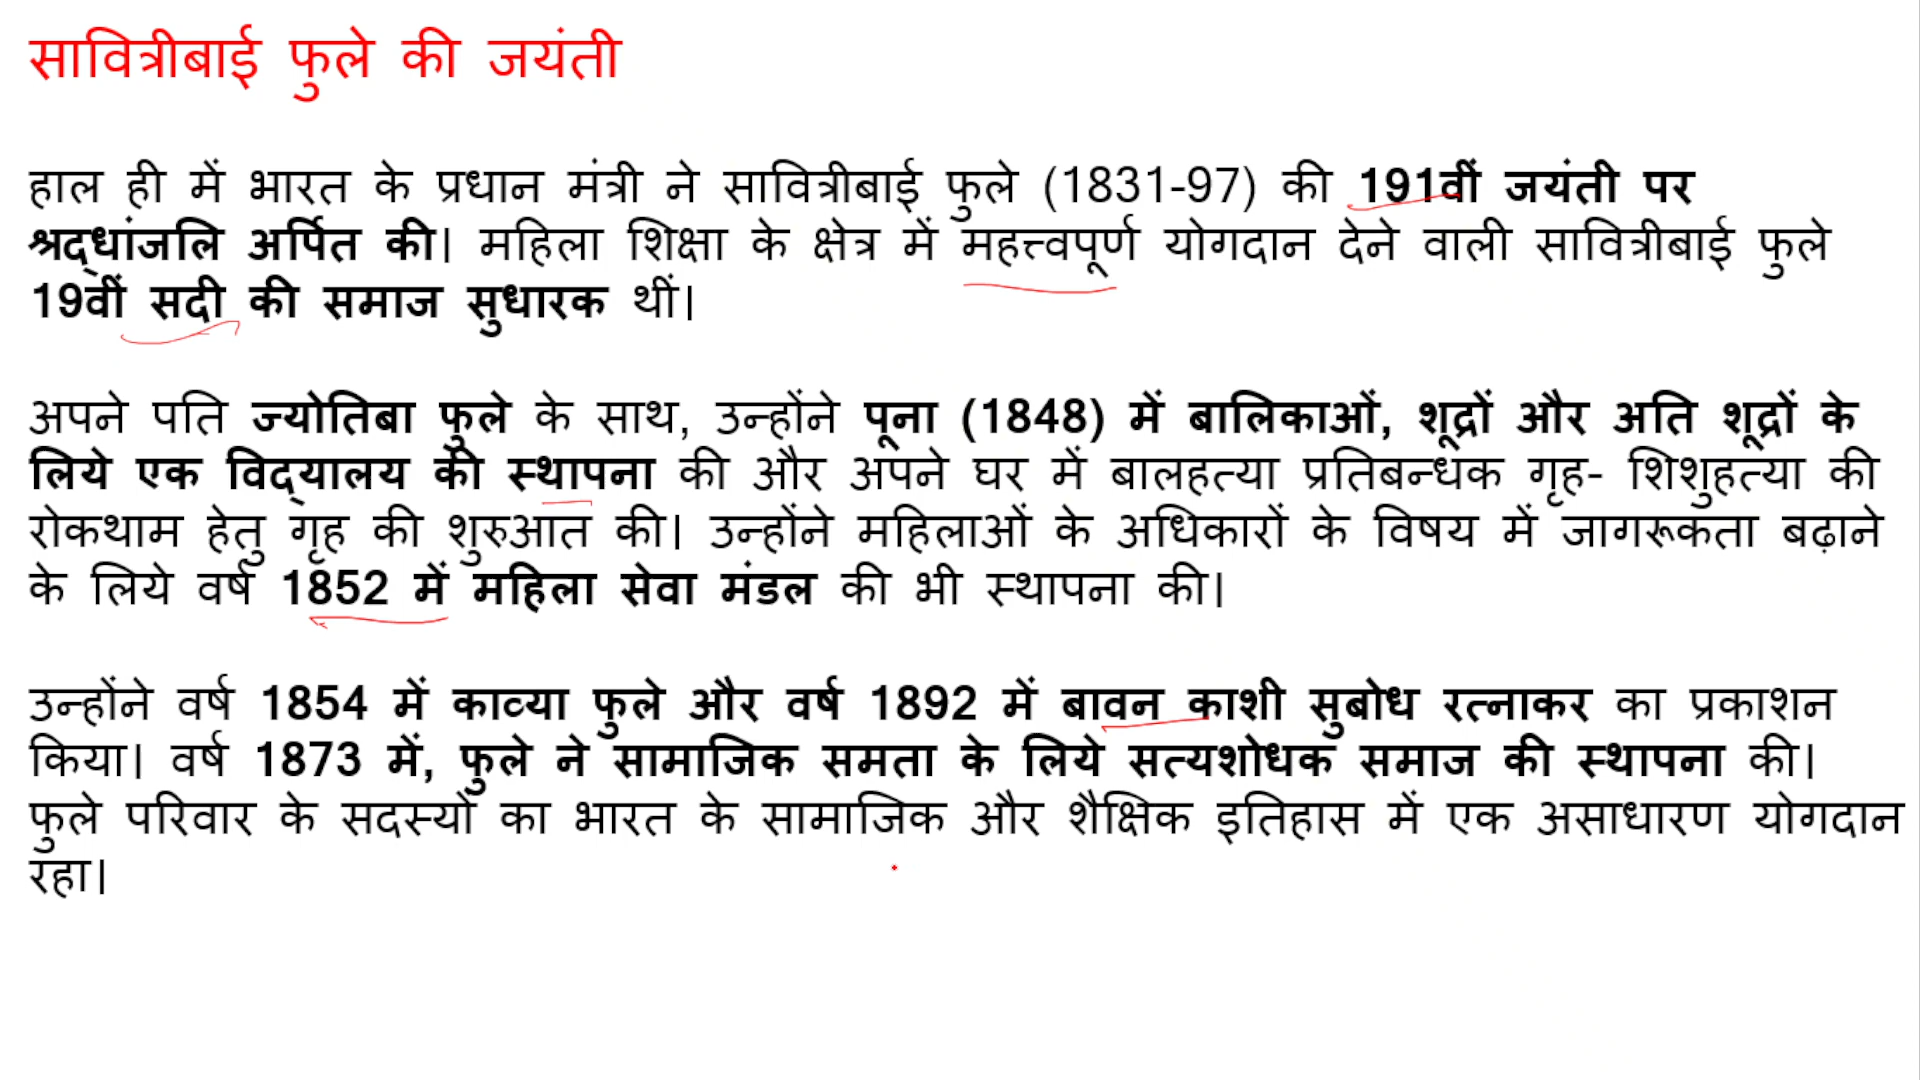 सावित्रीबाई फुले की जयंती
हाल ही में भारत के प्रधान मंत्री ने सावित्रीबाई फुले (1831-97) की 191वीं जयंती पर
श्रद्धांजलि अर्पित की। महिला शिक्षा के क्षेत्र में महत्त्वपूर्ण योगदान देने वाली सावित्रीबाई फुले
19वीं सदी की समाज सुधारक थीं।
अपने पति ज्योतिबा फुले के साथ, उन्होंने पूना (1848) में बालिकाओं, शूद्रों और अति शूद्रों के
लिये एक विद्यालय की स्थापना की और अपने घर में बालहत्या प्रतिबन्धक गृह- शिशुहत्या की
रोकथाम हेतु गृह की शुरुआत की। उन्होंने महिलाओं के अधिकारों के विषय में जागरूकता बढ़ाने
के लिये वर्ष 1852 में महिला सेवा मंडल की भी स्थापना की।
उन्होंने वर्ष 1854 में काव्या फुले और वर्ष 1892 में बावन काशी सुबोध रत्नाकर का प्रकाशन
किया। वर्ष 1873 में, फुले ने सामाजिक समता के लिये सत्यशोधक समाज की स्थापना की।
फुले परिवार के सदस्यों का भारत के सामाजिक और शैक्षिक इतिहास में एक असाधारण योगदान
रहा।